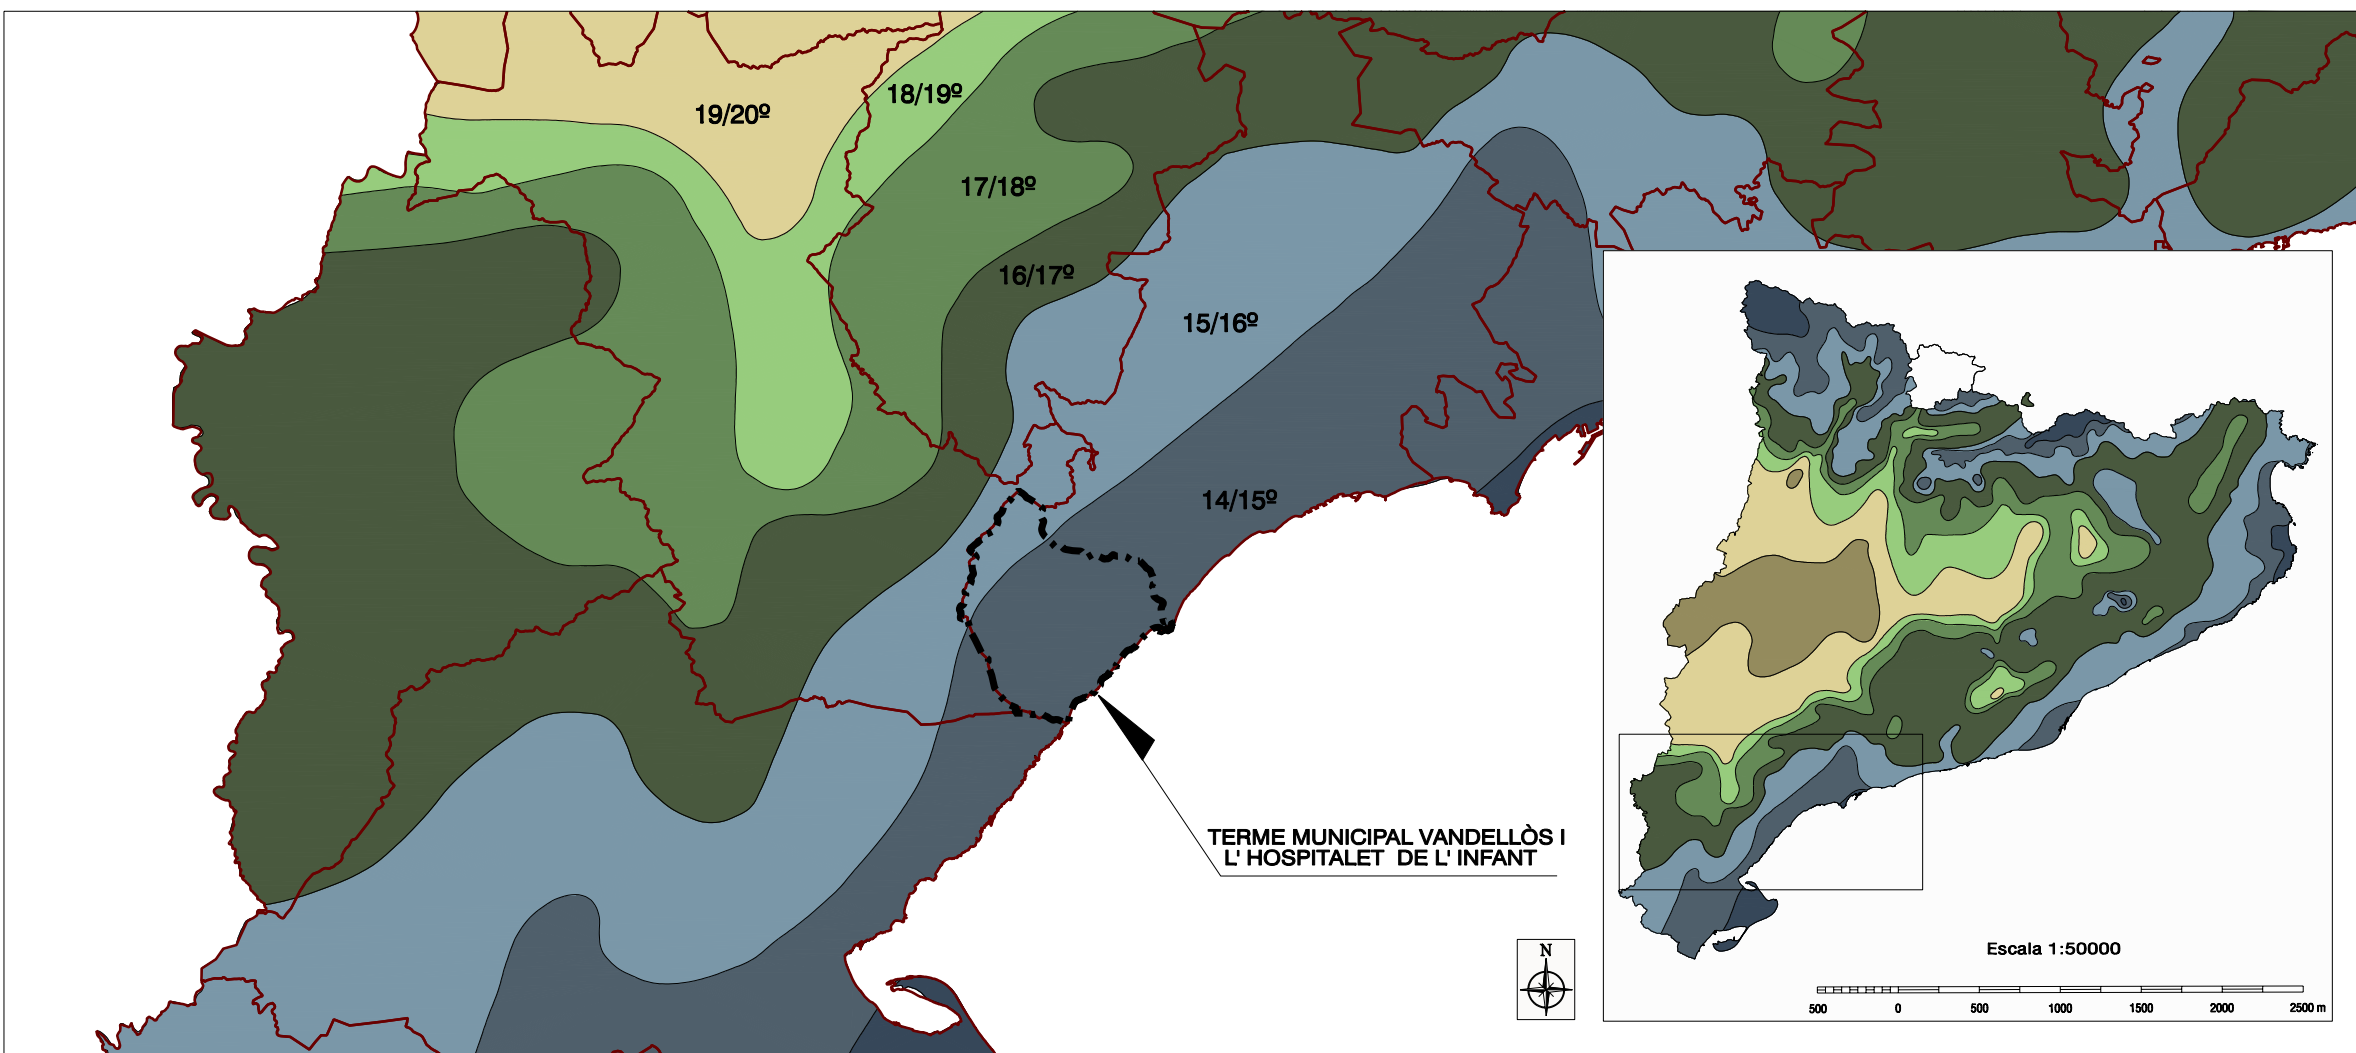 18/19º
19/20º
17/18º
16/17º
15/16º
14/15º
TERME MUNICIPAL VANDELLÒS I
L' HOSPITALET DE L' INFANT
N
Escala 1:50000
500 0 500 1000 1500 2000 2500 m